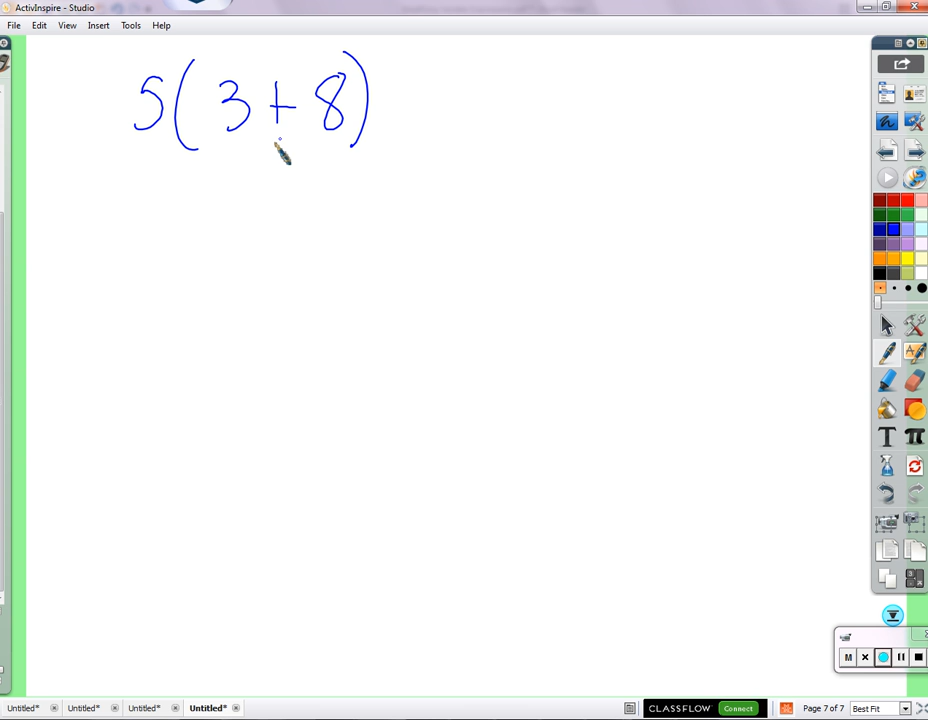 ActivInspire - Studio
File Edit View Insert Tools Help
5(3+8)
M
Untitled* Untitled* Untitled* Untitled* CLASSFLOW Connect Page 7 of 7 Best Fit